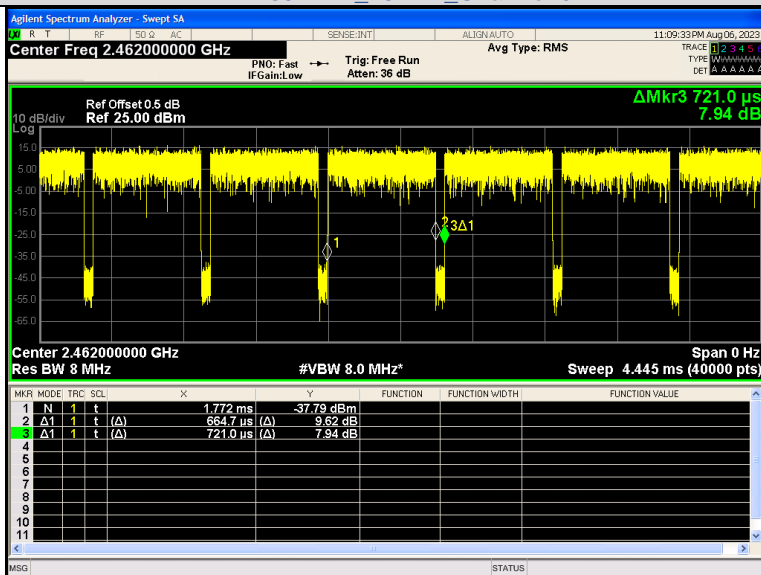 Agilent Spectrum Analyzer - Swept SA
LXI R T RF 50 Ω AC SENSE:INT ALIGN AUTO 11:09:33 PM Aug 06, 2023
Center Freq 2.462000000 GHz Avg Type: RMS TRACE 1 2 3 4 5 6
PNO: Fast Trig: Free Run TYPE
IFGain:Low Atten: 36 dB DET A A A A A
ΔMkr3 721.0 µs
7.94 dB
Ref Offset 0.5 dB
10 dB/div Ref 25.00 dBm
Log
15.0
5.00
-5.00
-15.0
-25.0
-35.0
-45.0
-55.0
-65.0
1
2
3Δ1
Center 2.462000000 GHz Span 0 Hz
Res BW 8 MHz #VBW 8.0 MHz* Sweep 4.445 ms (40000 pts)
MKR MODE TRC SCL X Y FUNCTION FUNCTION WIDTH FUNCTION VALUE
1 N 1 t 1.772 ms -37.79 dBm
2 Δ1 1 t (Δ) 664.7 µs (Δ) 9.62 dB
3 Δ1 1 t (Δ) 721.0 µs (Δ) 7.94 dB
4
5
6
7
8
9
10
11
MSG STATUS